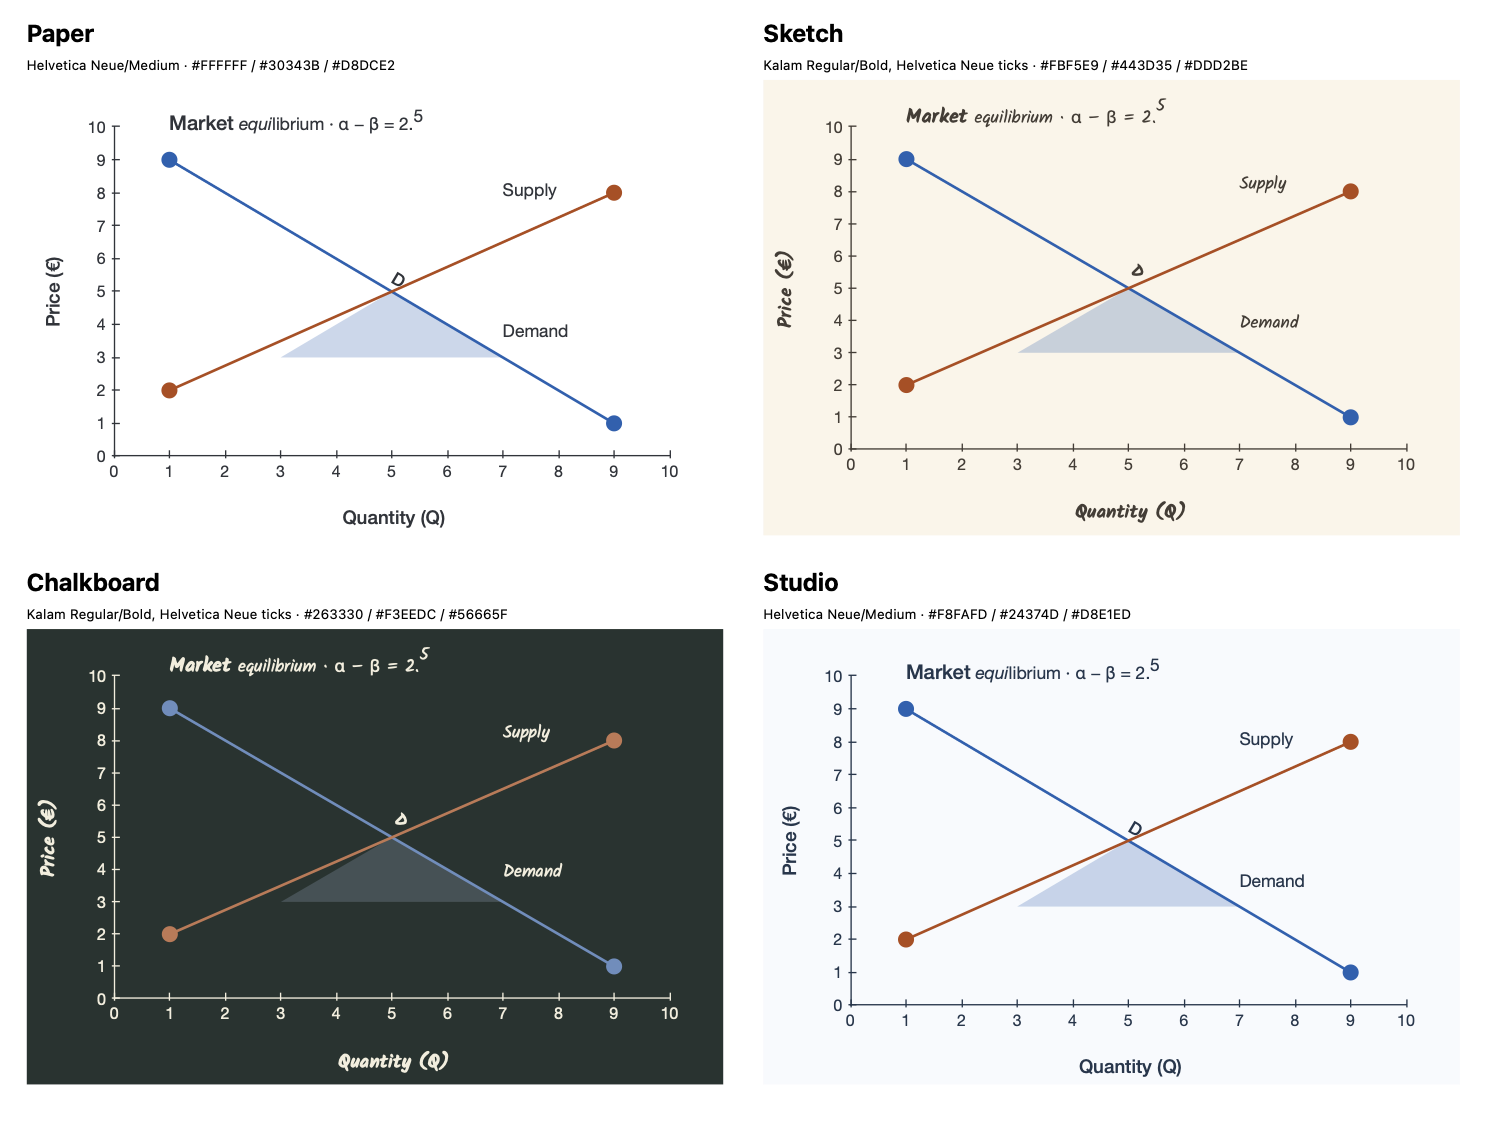 Paper
Helvetica Neue/Medium · #FFFFFF / #30343B / #D8DCE2
Market equilibrium · α – β = 2.5
10
9
8
7
6
5
4
3
2
1
0
Supply
D
Demand
Price (€)
0 1 2 3 4 5 6 7 8 9 10
Quantity (Q)
Sketch
Kalam Regular/Bold, Helvetica Neue ticks · #FBF5E9 / #443D35 / #DDD2BE
Market equilibrium · α – β = 2.5
10
9
8
7
6
5
4
3
2
1
0
Supply
D
Demand
Price (€)
0 1 2 3 4 5 6 7 8 9 10
Quantity (Q)
Chalkboard
Kalam Regular/Bold, Helvetica Neue ticks · #263330 / #F3EEDC / #56665F
Market equilibrium · α – β = 2.5
10
9
8
7
6
5
4
3
2
1
0
Supply
D
Demand
Price (€)
0 1 2 3 4 5 6 7 8 9 10
Quantity (Q)
Studio
Helvetica Neue/Medium · #F8FAFD / #24374D / #D8E1ED
Market equilibrium · α – β = 2.5
10
9
8
7
6
5
4
3
2
1
0
Supply
D
Demand
Price (€)
0 1 2 3 4 5 6 7 8 9 10
Quantity (Q)